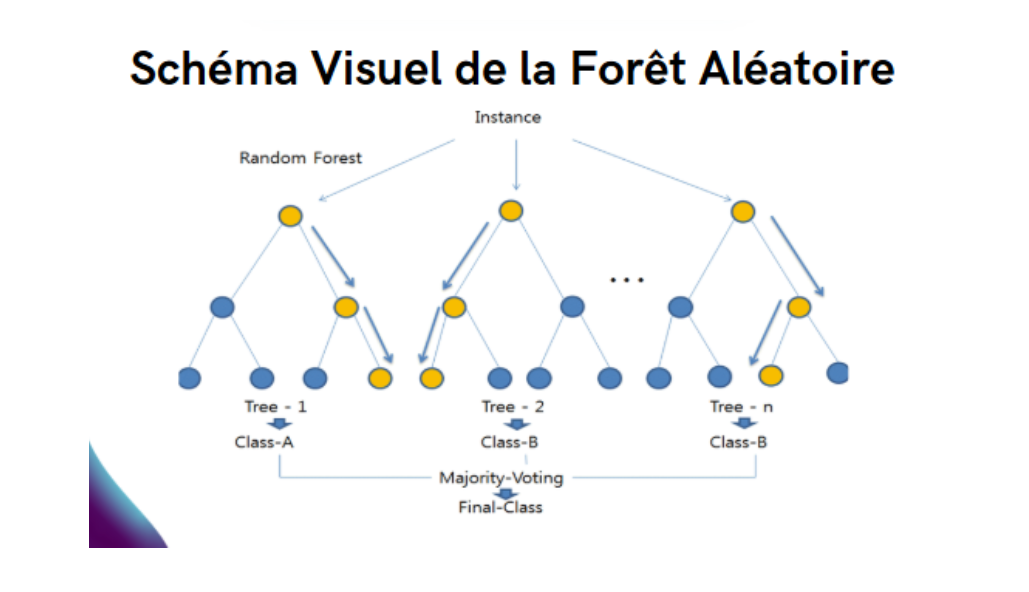 Schéma Visuel de la Forêt Aléatoire
Instance
Random Forest
...
Tree - 1 Tree - 2 Tree - n
Class-A Class-B Class-B
Majority-Voting
Final-Class